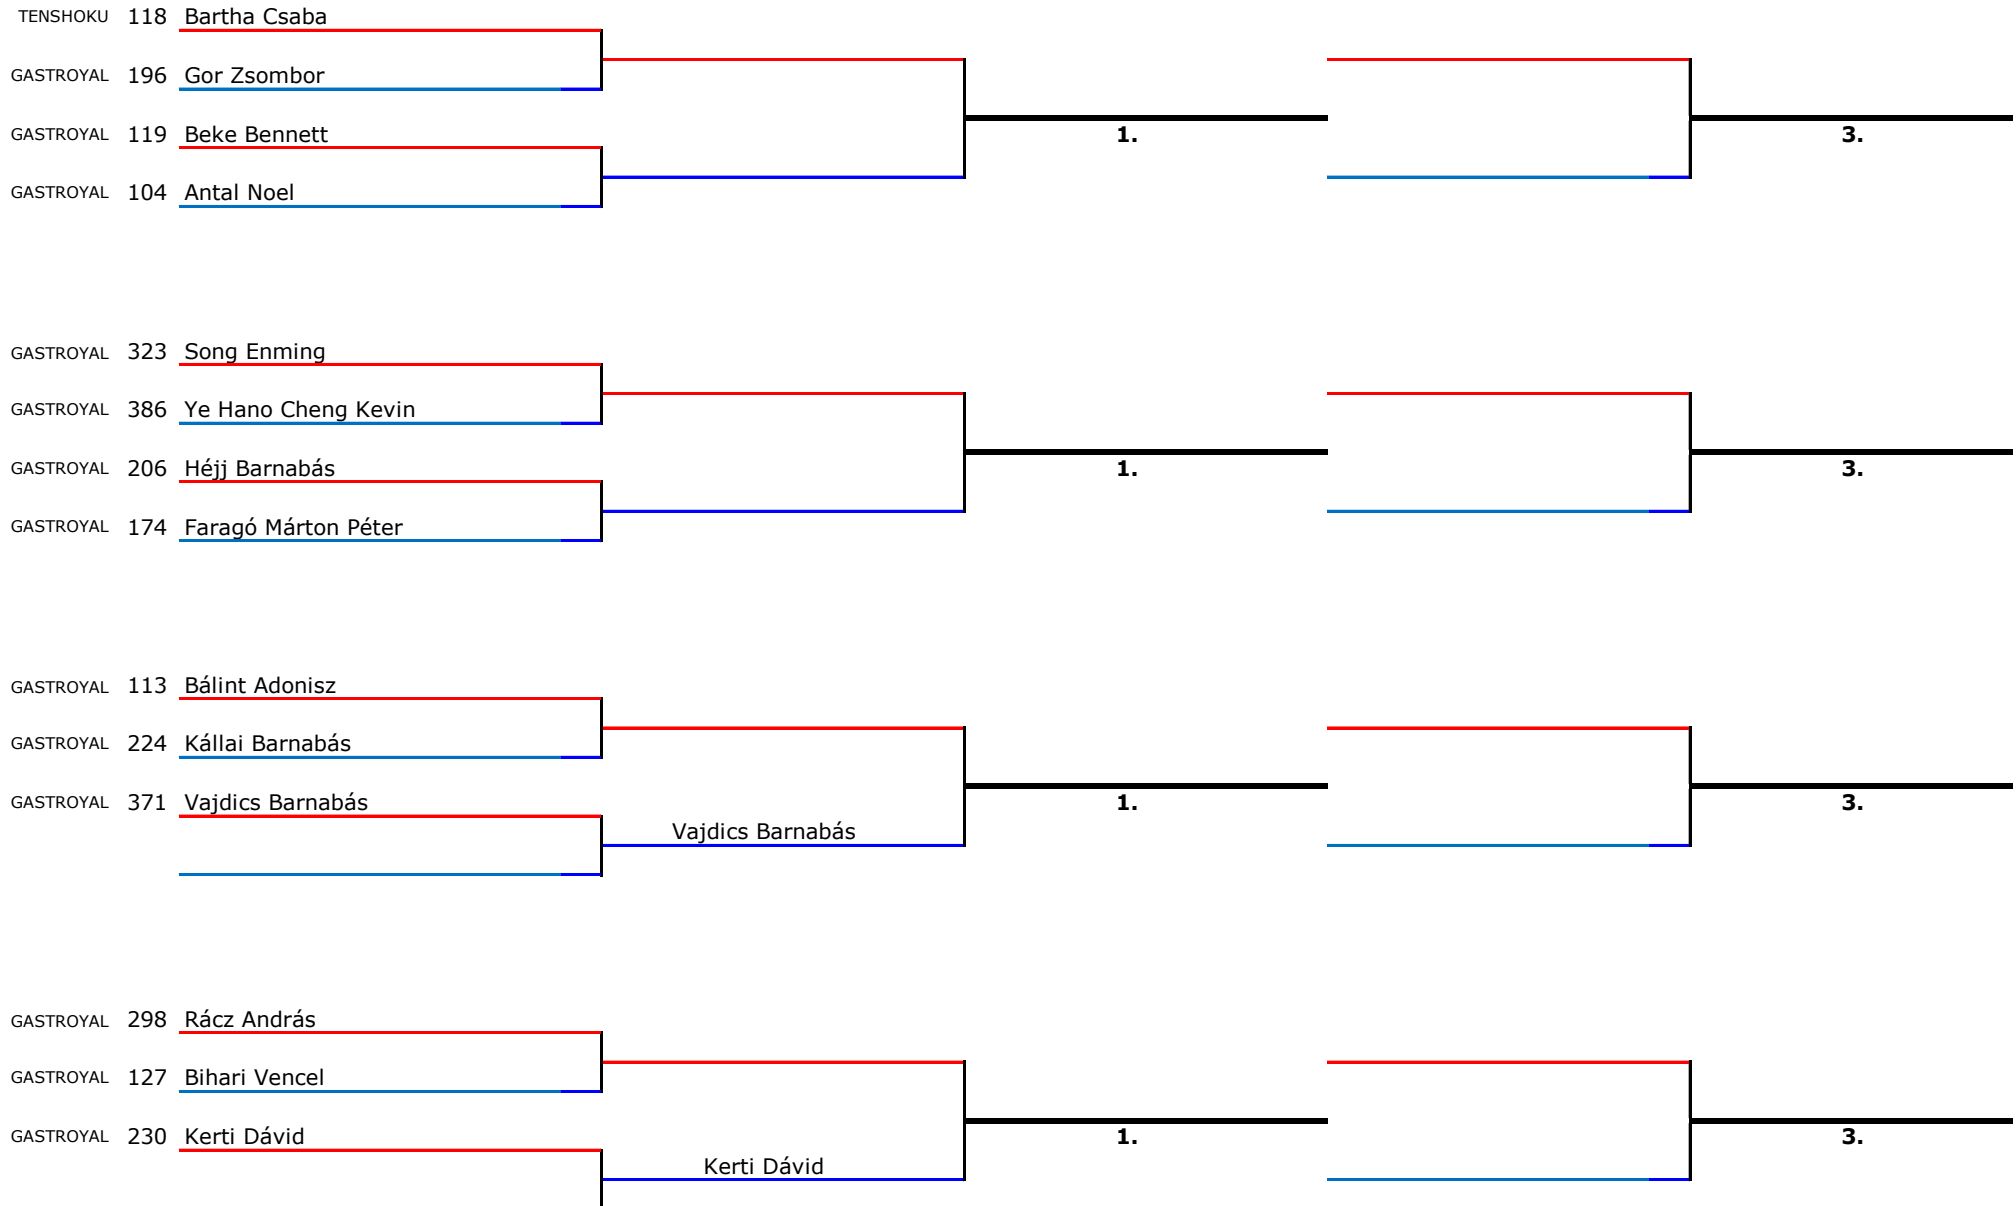 TENSHOKU 118 Bartha Csaba
GASTROYAL 196 Gor Zsombor
GASTROYAL 119 Beke Bennett 1. 3.
GASTROYAL 104 Antal Noel
GASTROYAL 323 Song Enming
GASTROYAL 386 Ye Hano Cheng Kevin
GASTROYAL 206 Héjj Barnabás 1. 3.
GASTROYAL 174 Faragó Márton Péter
GASTROYAL 113 Bálint Adonisz
GASTROYAL 224 Kállai Barnabás
GASTROYAL 371 Vajdics Barnabás 1. 3.
Vajdics Barnabás
GASTROYAL 298 Rácz András
GASTROYAL 127 Bihari Vencel
GASTROYAL 230 Kerti Dávid 1. 3.
Kerti Dávid